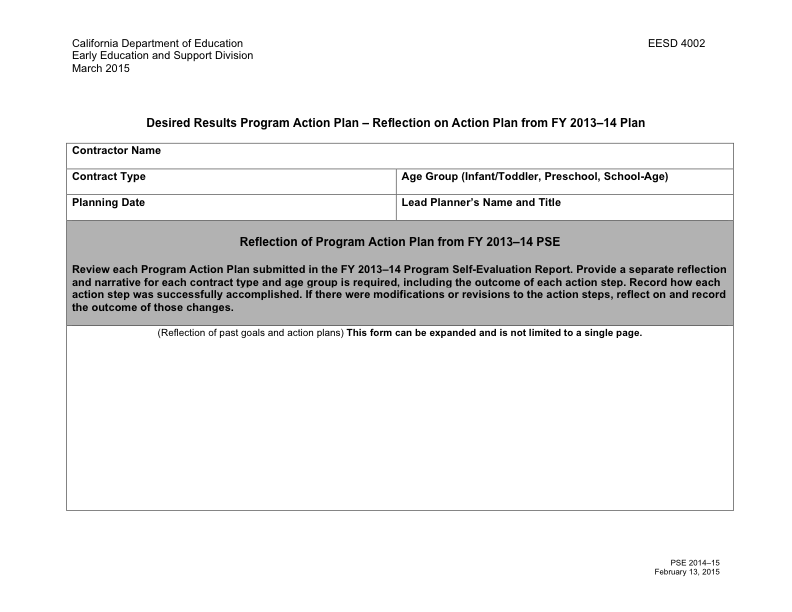 California Department of Education
EESD 4002
Early Education and Support Division
March 2015
Desired Results Program Action Plan – Reflection on Action Plan from FY 2013–14 Plan
Contractor Name
Contract Type
Age Group (Infant/Toddler, Preschool, School-Age)
Planning Date
Lead Planner's Name and Title
Reflection of Program Action Plan from FY 2013–14 PSE
Review each Program Action Plan submitted in the FY 2013–14 Program Self-Evaluation Report. Provide a separate reflection
and narrative for each contract type and age group is required, including the outcome of each action step. Record how each
action step was successfully accomplished. If there were modifications or revisions to the action steps, reflect on and record
the outcome of those changes.
(Reflection of past goals and action plans) This form can be expanded and is not limited to a single page.
PSE 2014–15
February 13, 2015